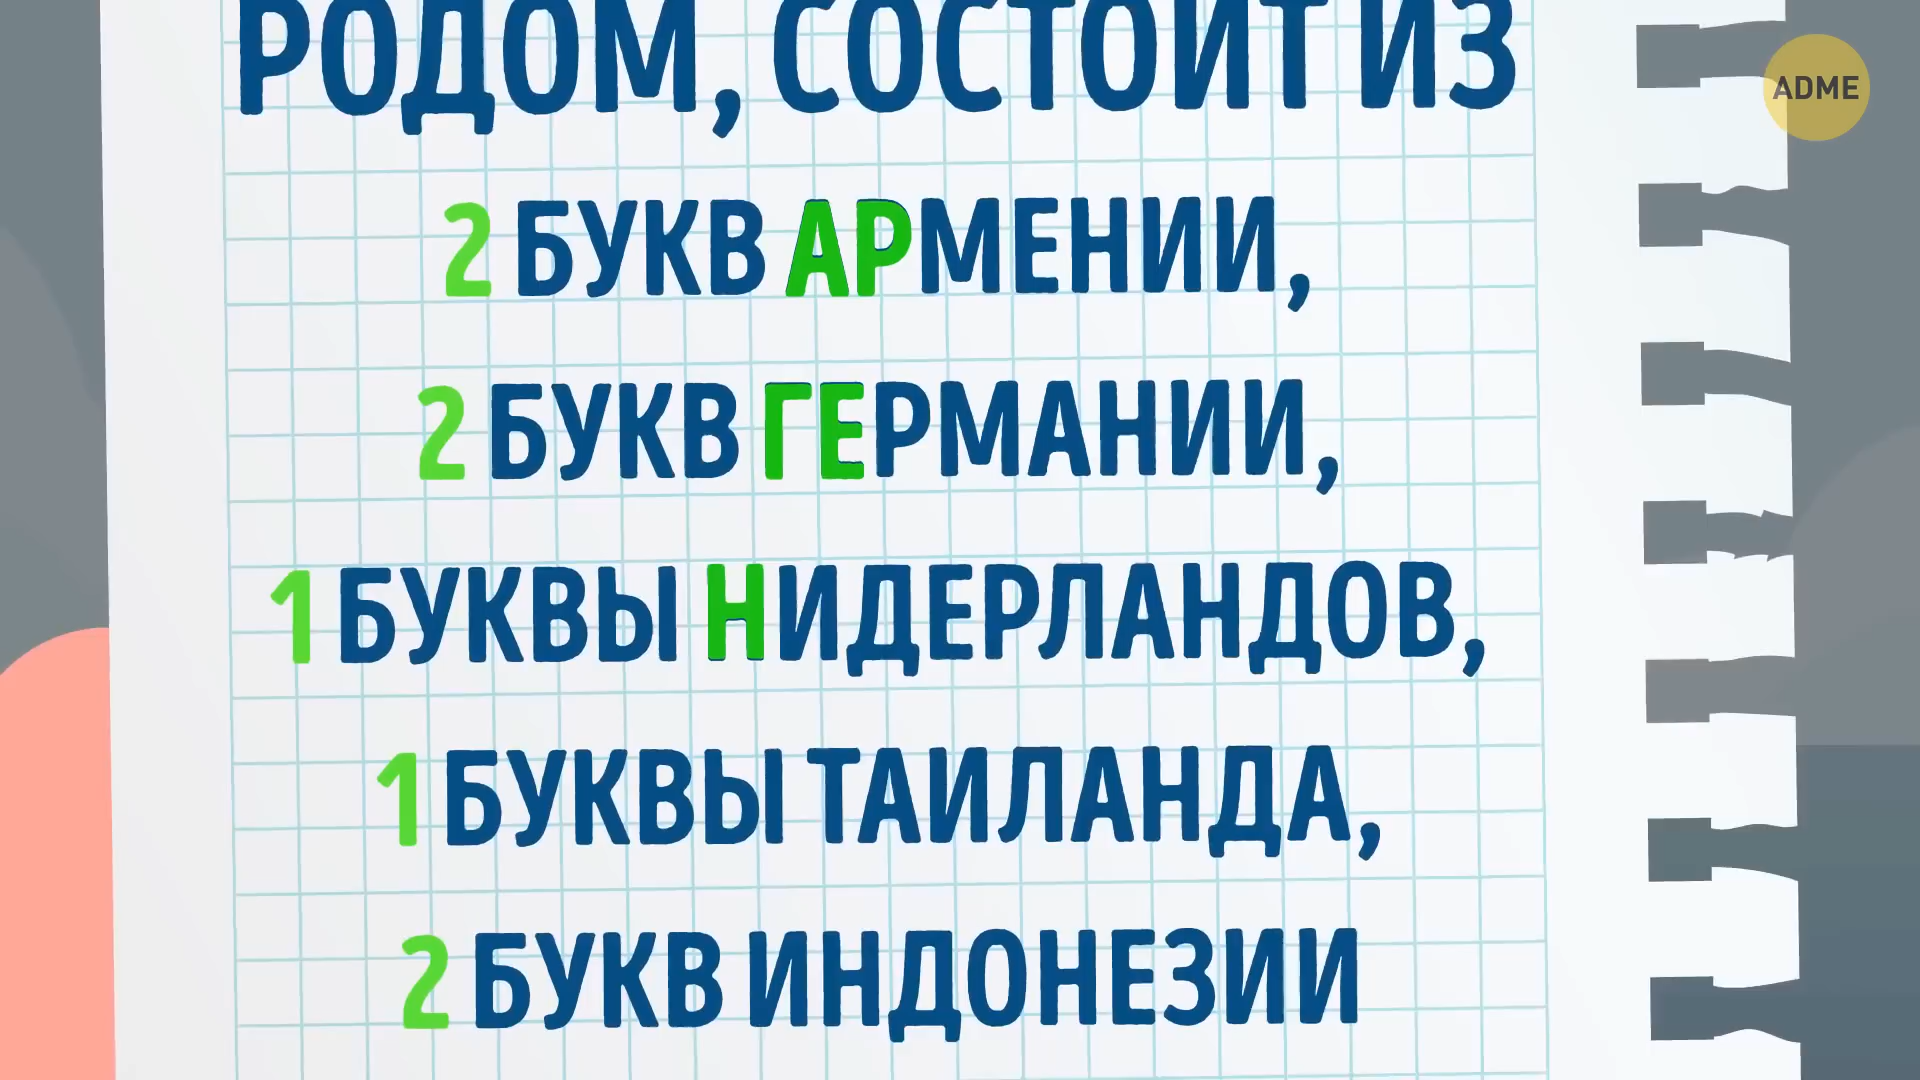 РОДОМ, СОСТОИТ ИЗ
ADME
2 БУКВ АРМЕНИИ,
2 БУКВ ГЕРМАНИИ,
1 БУКВЫ НИДЕРЛАНДОВ,
1 БУКВЫ ТАИЛАНДА,
2 БУКВ ИНДОНЕЗИИ